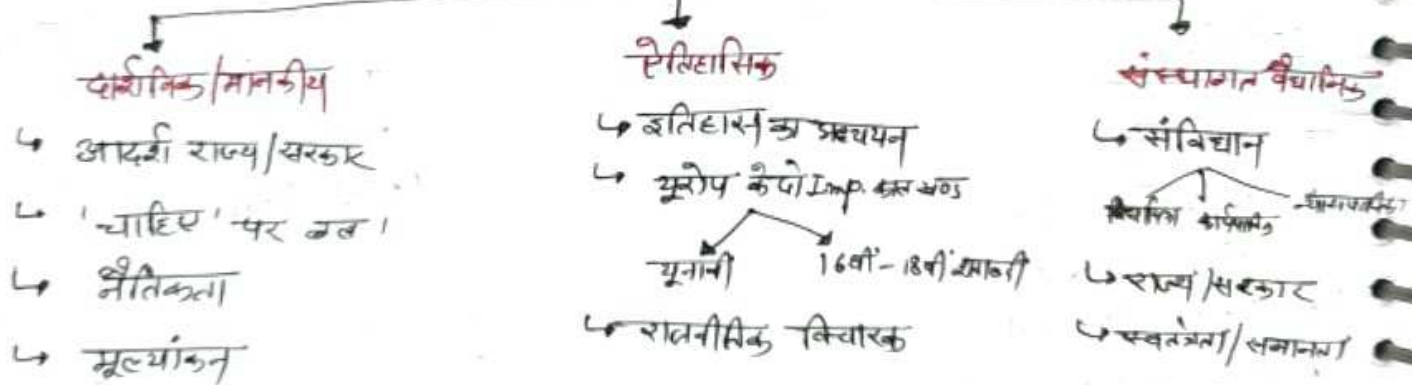 दार्शनिक/मानकीय
↳ आदर्श राज्य/सरकार
↳ 'चाहिए' पर बल।
↳ नैतिकता
↳ मूल्यांकन
ऐतिहासिक
↳ इतिहास का अध्ययन
↳ यूरोप के दो Imp. काल खण्ड
यूनानी 16वीं-18वीं शताब्दी
↳ राजनीतिक विचारक
संस्थागत वैधानिक
↳ संविधान
विधायिका कार्यपालिका न्यायपालिका
↳ राज्य/सरकार
↳ स्वतंत्रता/समानता